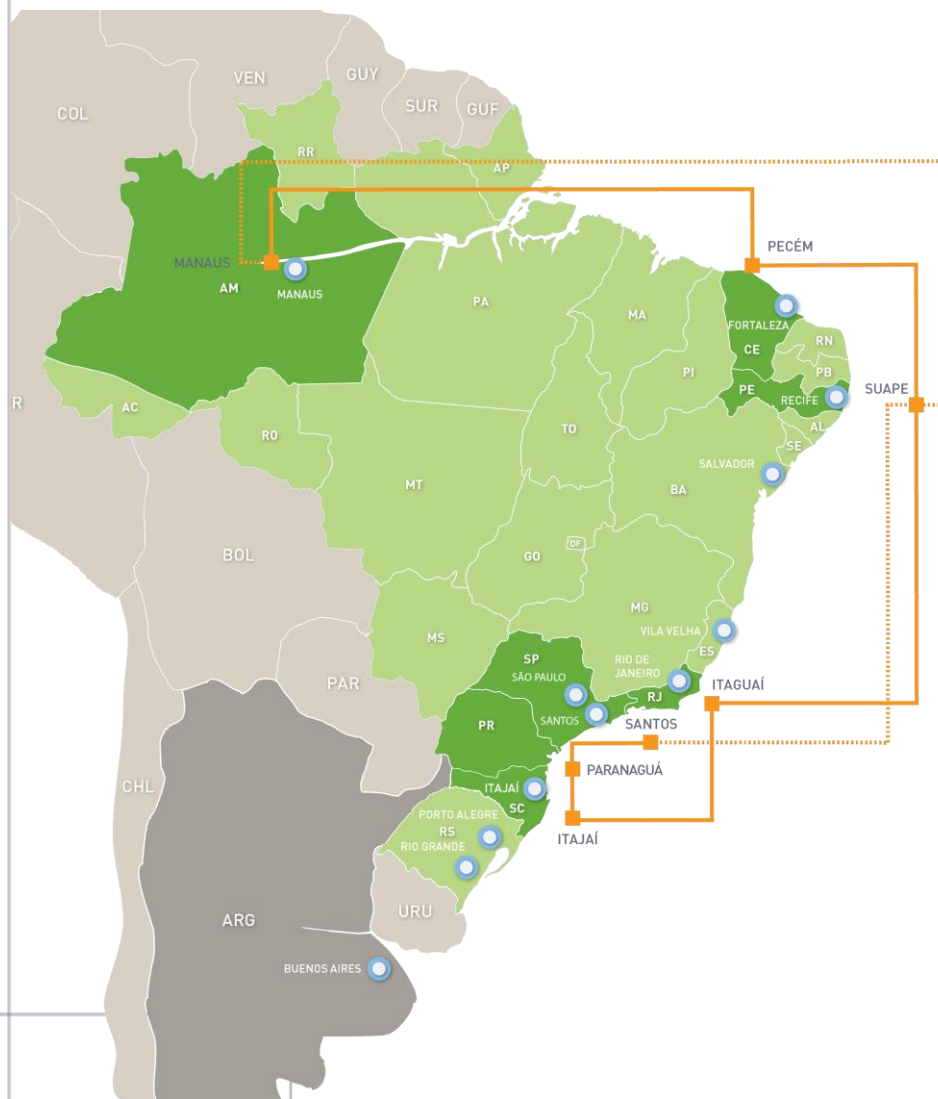 GUY
VEN
SUR
GUF
COL
RR
AP
PECÉM
MANAUS
AM
MANAUS
PA
MA
FORTALEZA
RN
CE
PI
PB
PE
RECIFE
SUAPE
R
AC
AL
TO
RO
SE
SALVADOR
MT
BA
DF
BOL
GO
MG
VILA VELHA
MS
ES
SP
RIO DE
JANEIRO
SÃO PAULO
PAR
ITAGUAÍ
RJ
SANTOS
SANTOS
PR
PARANAGUÁ
CHL
ITAJAÍ
SC
PORTO ALEGRE
RS
RIO GRANDE
ITAJAÍ
URU
ARG
BUENOS AIRES